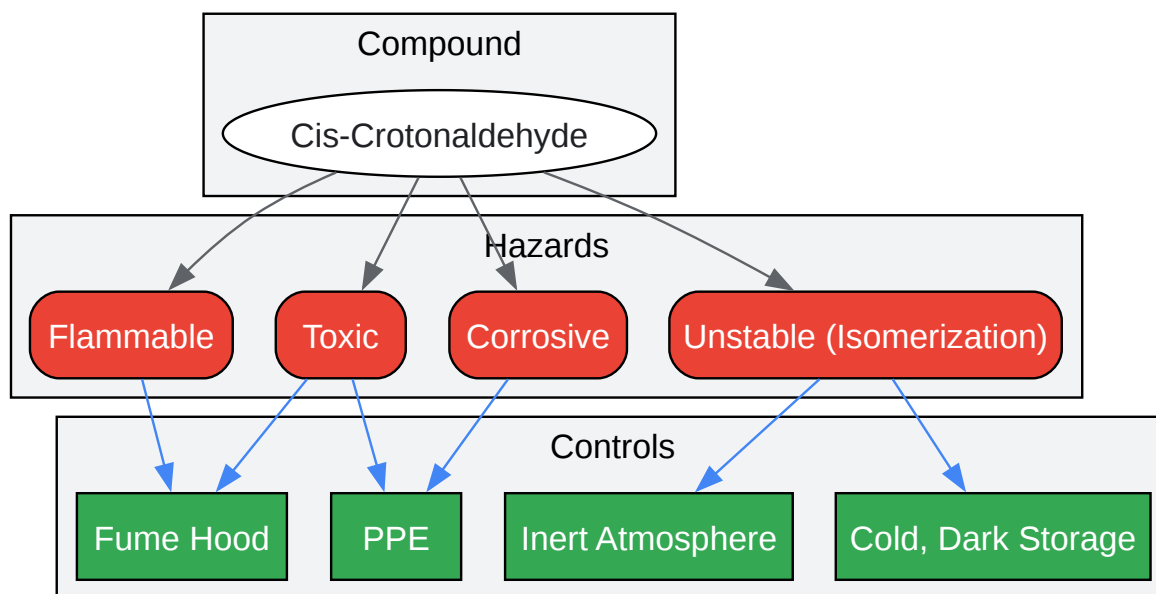 Compound
Cis-Crotonaldehyde
Hazards
Flammable
Toxic
Corrosive
Unstable (Isomerization)
Controls
Fume Hood
PPE
Inert Atmosphere
Cold, Dark Storage